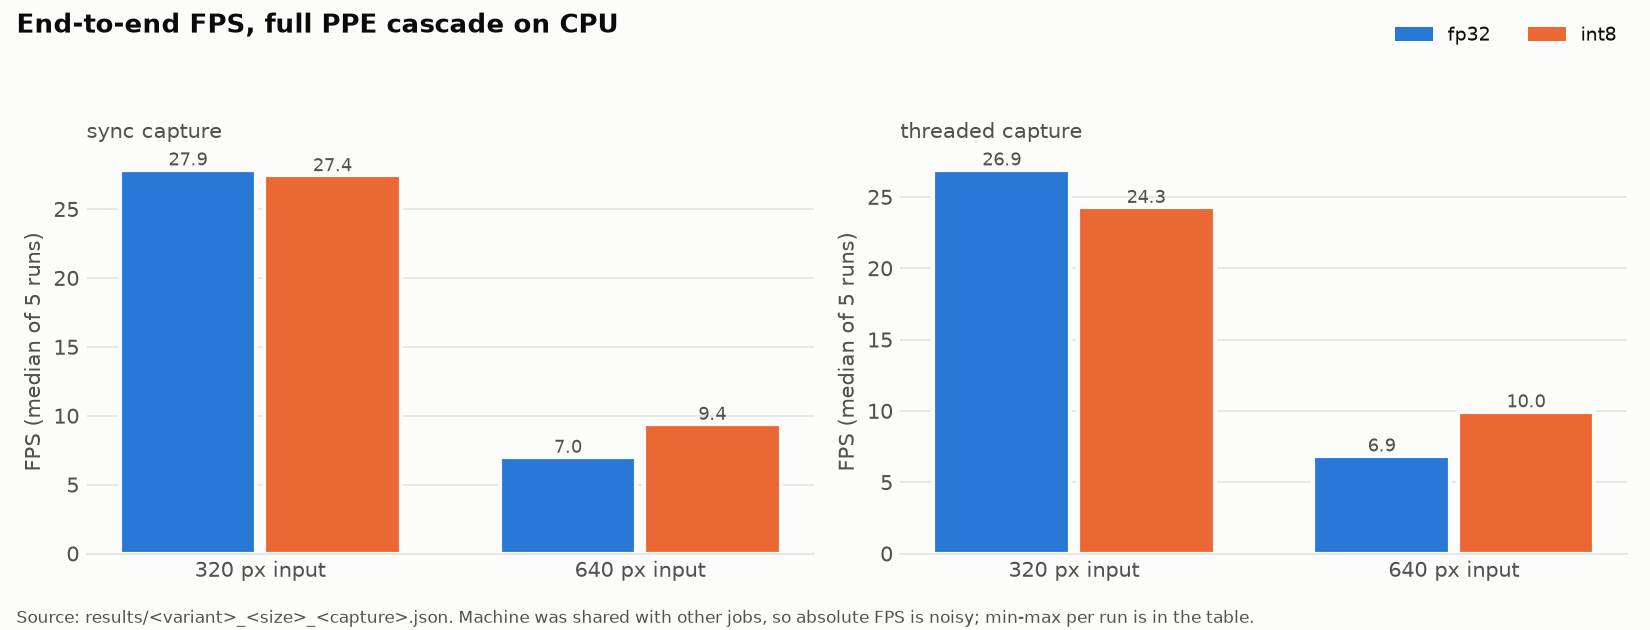 End-to-end FPS, full PPE cascade on CPU
fp32
int8
sync capture
FPS (median of 5 runs)
25
20
15
10
5
0
27.9
27.4
7.0
9.4
320 px input
640 px input
threaded capture
FPS (median of 5 runs)
25
20
15
10
5
0
26.9
24.3
6.9
10.0
320 px input
640 px input
Source: results/<variant>_<size>_<capture>.json. Machine was shared with other jobs, so absolute FPS is noisy; min-max per run is in the table.